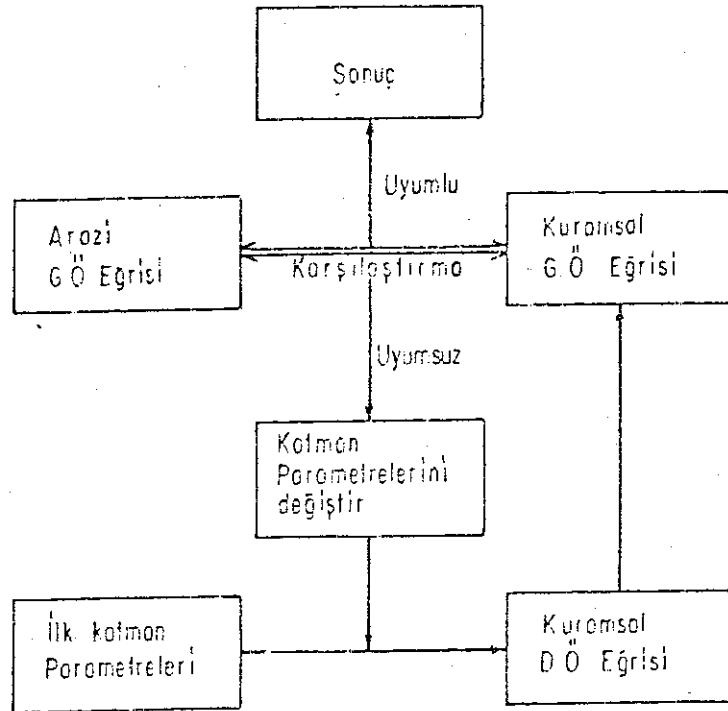 Sonuç
Uyumlu
Arazi
G.Ö Eğrisi
Karşılaştırma
Kuramsal
G.Ö Eğrisi
Uyumsuz
Katman
Parametrelerini
değiştir
İlk katman
Parametreleri
Kuramsal
D.Ö Eğrisi